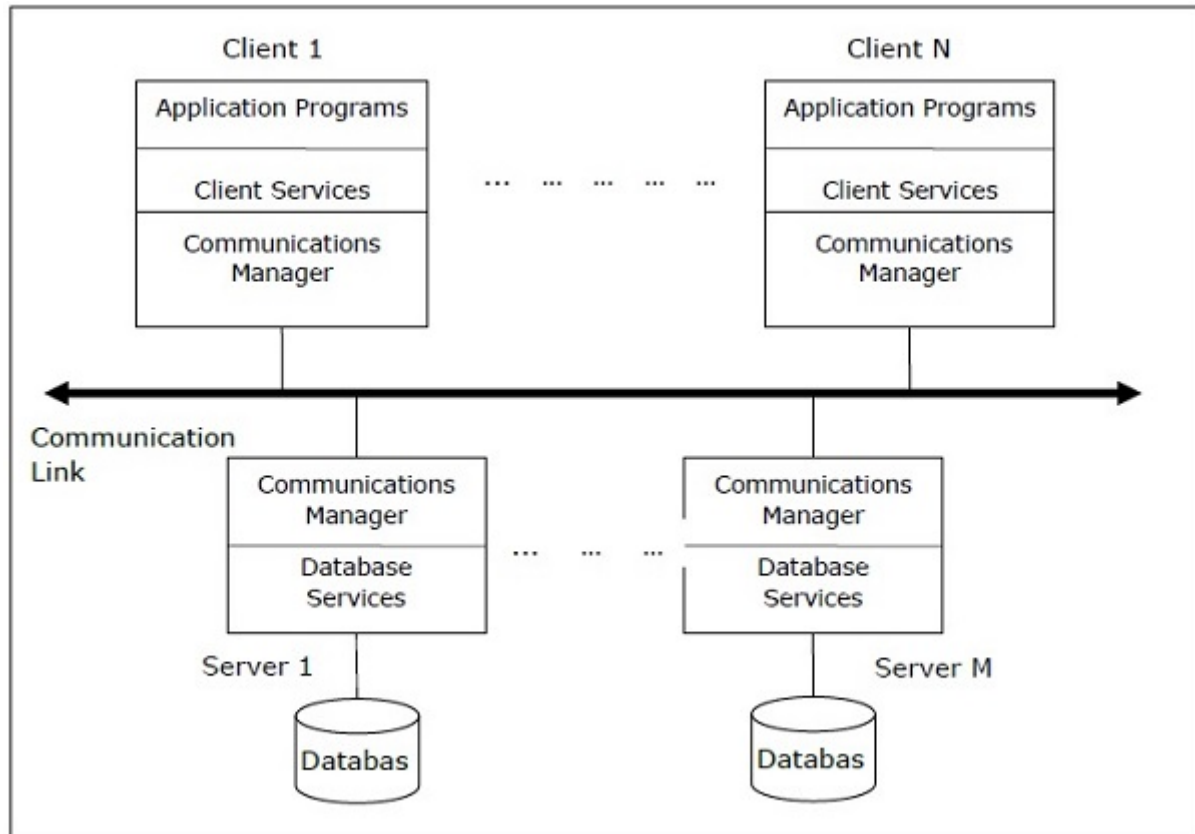 Client 1
Client N
Application Programs
Application Programs
Client Services
... ... ... ... ...
Client Services
Communications
Manager
Communications
Manager
Communication
Link
Communications
Manager
Communications
Manager
... ... ...
Database
Services
Database
Services
Server 1
Server M
Databas
Databas